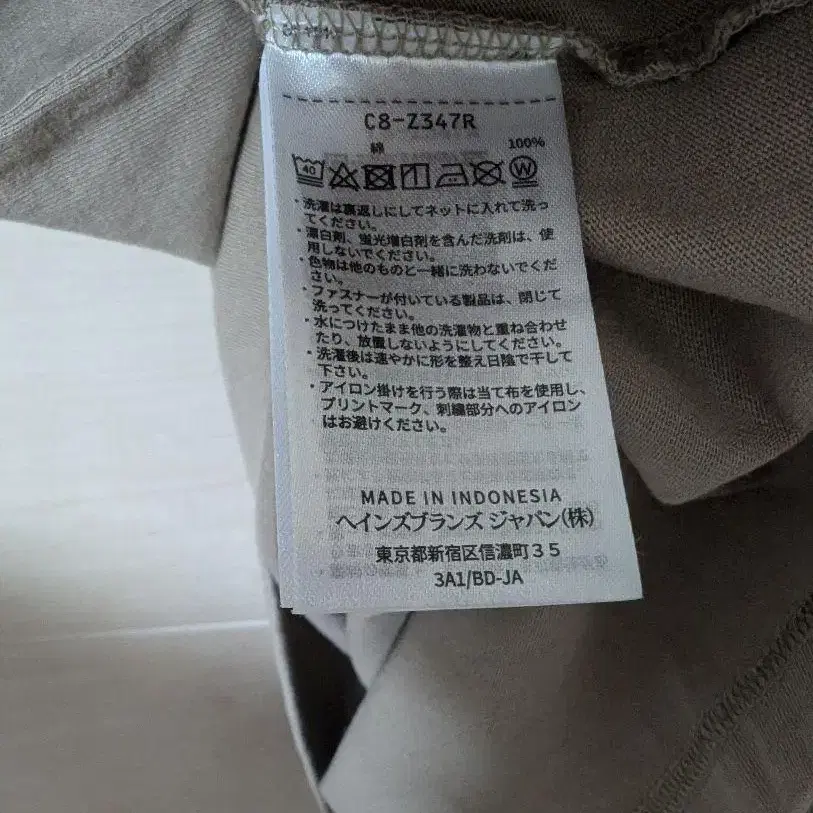 C8-Z347R
綿 100%
40 W
・洗濯は裏返しにしてネットに入れて洗っ
てください。
・漂白剤、蛍光増白剤を含んだ洗剤は、使
用しないでください。
・色物は他のものと一緒に洗わないでくだ
さい。
・ファスナーが付いている製品は、閉じて
洗ってください。
・水につけたまま他の洗濯物と重ね合わせ
たり、放置しないようにしてください。
・洗濯後は速やかに形を整え日陰で干して
下さい。
・アイロン掛けを行う際は当て布を使用し、
プリントマーク、刺繍部分へのアイロン
はお避けください。
MADE IN INDONESIA
ヘインズブランズ ジャパン(株)
東京都新宿区信濃町35
3A1/BD-JA